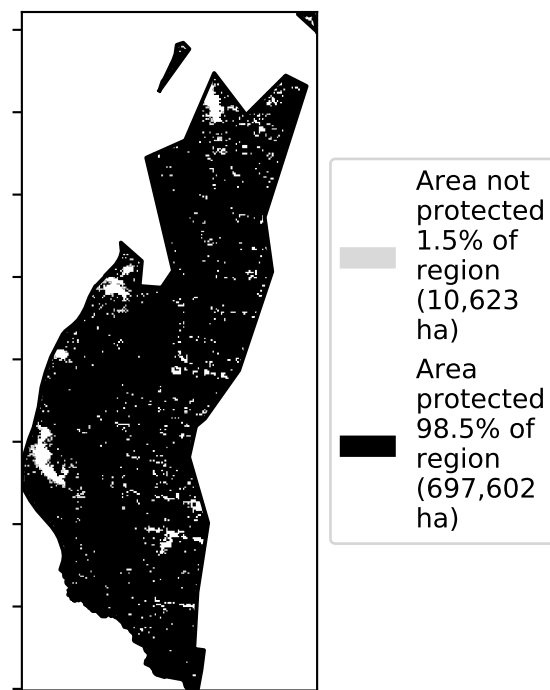 Area not
protected
1.5% of
region
(10,623
ha)
Area
protected
98.5% of
region
(697,602
ha)